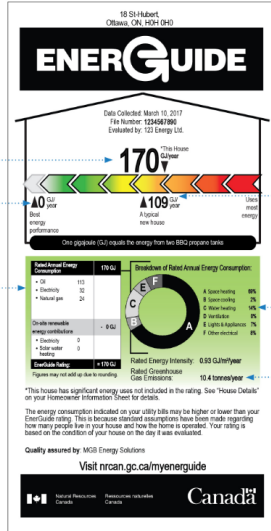 18 St-Hubert,
Ottawa, ON, H0H 0H0
ENERGUIDE
Data Collected: March 10, 2017
File Number: 1234567890
Evaluated by: 123 Energy Ltd.
*This House
170 GJ/year
0 GJ/year
109 GJ/year
Uses most energy
Best energy performance
A typical new house
One gigajoule (GJ) equals the energy from two BBQ propane tanks
Rated Annual Energy Consumption 170 GJ
• Oil 113
• Electricity 32
• Natural gas 24
On-site renewable energy contributions - 0 GJ
• Electricity 0
• Solar water heating 0
EnerGuide Rating: = 170 GJ
Figures may not add up due to rounding.
Breakdown of Rated Annual Energy Consumption:
A
B
C
E
F
A Space heating 69%
B Space cooling 2%
C Water heating 14%
D Ventilation 0%
E Lights & Appliances 7%
F Other electrical 8%
Rated Energy Intensity: 0.93 GJ/m²/year
Rated Greenhouse Gas Emissions: 10.4 tonnes/year
*This house has significant energy uses not included in the rating. See "House Details"
on your Homeowner Information Sheet for details.
The energy consumption indicated on your utility bills may be higher or lower than your
EnerGuide rating. This is because standard assumptions have been made regarding
how many people live in your house and how the home is operated. Your rating is
based on the condition of your house on the day it was evaluated.
Quality assured by: MGB Energy Solutions
Visit nrcan.gc.ca/myenerguide
Natural Resources Canada
Ressources naturelles Canada
Canada